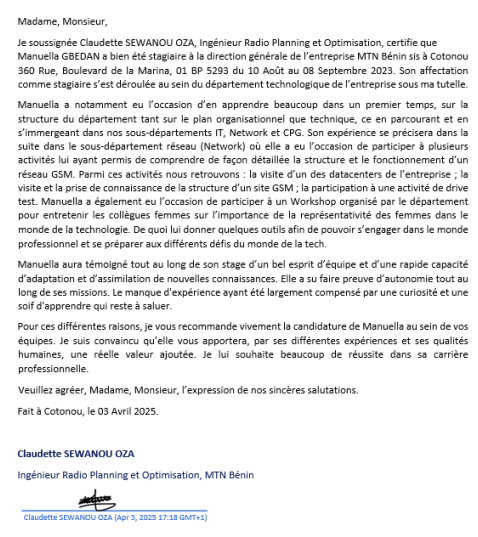 Madame, Monsieur,
Je soussignée Claudette SEWANOU OZA, Ingénieur Radio Planning et Optimisation, certifie que
Manuella GBEDAN a bien été stagiaire à la direction générale de l'entreprise MTN Bénin sis à Cotonou
360 Rue, Boulevard de la Marina, 01 BP 5293 du 10 Août au 08 Septembre 2023. Son affectation
comme stagiaire s'est déroulée au sein du département technologique de l'entreprise sous ma tutelle.
Manuella a notamment eu l'occasion d'en apprendre beaucoup dans un premier temps, sur la
structure du département tant sur le plan organisationnel que technique, ce en parcourant et en
s'immergeant dans nos sous-départements IT, Network et CPG. Son expérience se précisera dans la
suite dans le sous-département réseau (Network) où elle a eu l'occasion de participer à plusieurs
activités lui ayant permis de comprendre de façon détaillée la structure et le fonctionnement d'un
réseau GSM. Parmi ces activités nous retrouvons : la visite d'un des datacenters de l'entreprise ; la
visite et la prise de connaissance de la structure d'un site GSM ; la participation à une activité de drive
test. Manuella a également eu l'occasion de participer à un Workshop organisé par le département
pour entretenir les collègues femmes sur l'importance de la représentativité des femmes dans le
monde de la technologie. De quoi lui donner quelques outils afin de pouvoir s'engager dans le monde
professionnel et se préparer aux différents défis du monde de la tech.
Manuella aura témoigné tout au long de son stage d'un bel esprit d'équipe et d'une rapide capacité
d'adaptation et d'assimilation de nouvelles connaissances. Elle a su faire preuve d'autonomie tout au
long de ses missions. Le manque d'expérience ayant été largement compensé par une curiosité et une
soif d'apprendre qui reste à saluer.
Pour ces différentes raisons, je vous recommande vivement la candidature de Manuella au sein de vos
équipes. Je suis convaincu qu'elle vous apportera, par ses différentes expériences et ses qualités
humaines, une réelle valeur ajoutée. Je lui souhaite beaucoup de réussite dans sa carrière
professionnelle.
Veuillez agréer, Madame, Monsieur, l'expression de nos sincères salutations.
Fait à Cotonou, le 03 Avril 2025.
Claudette SEWANOU OZA
Ingénieur Radio Planning et Optimisation, MTN Bénin
Claudette SEWANOU OZA (Apr 3, 2025 17:18 GMT+1)